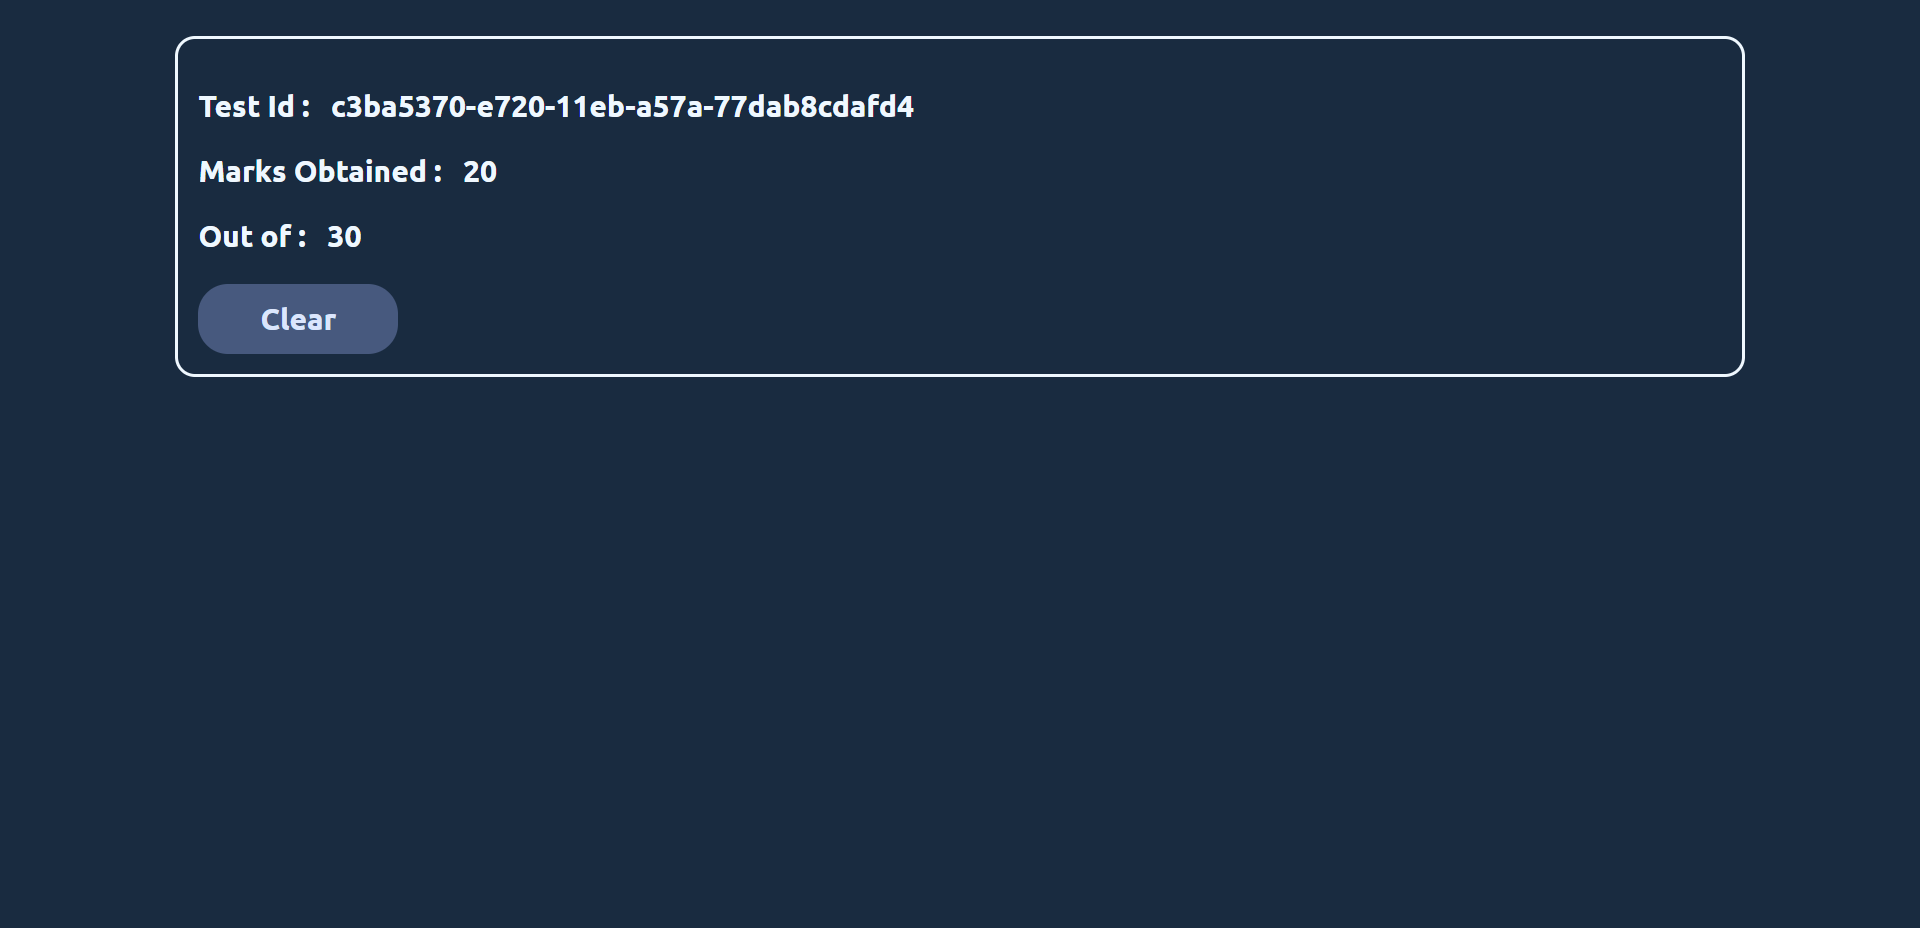 Test Id : c3ba5370-e720-11eb-a57a-77dab8cdafd4
Marks Obtained : 20
Out of : 30
Clear